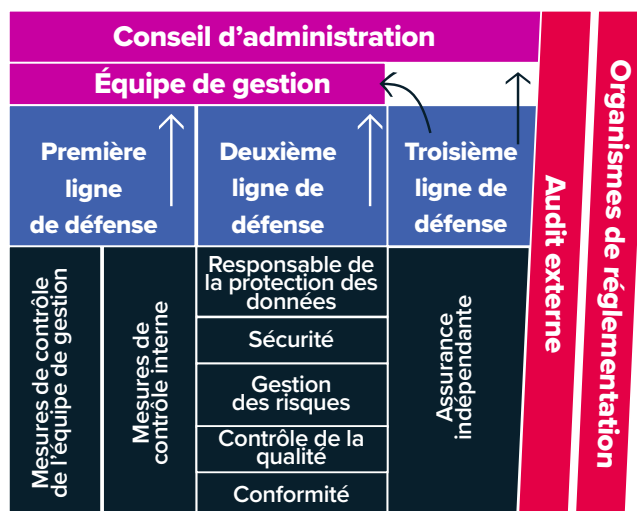 Conseil d’administration
Équipe de gestion
Première
ligne
de défense
Deuxième
ligne de
défense
Troisième
ligne de
défense
Mesures de contrôle
de l’équipe de gestion
Mesures de
contrôle interne
Responsable de
la protection des
données
Sécurité
Gestion
des risques
Contrôle de la
qualité
Conformité
Assurance
indépendante
Audit externe
Organismes de réglementation